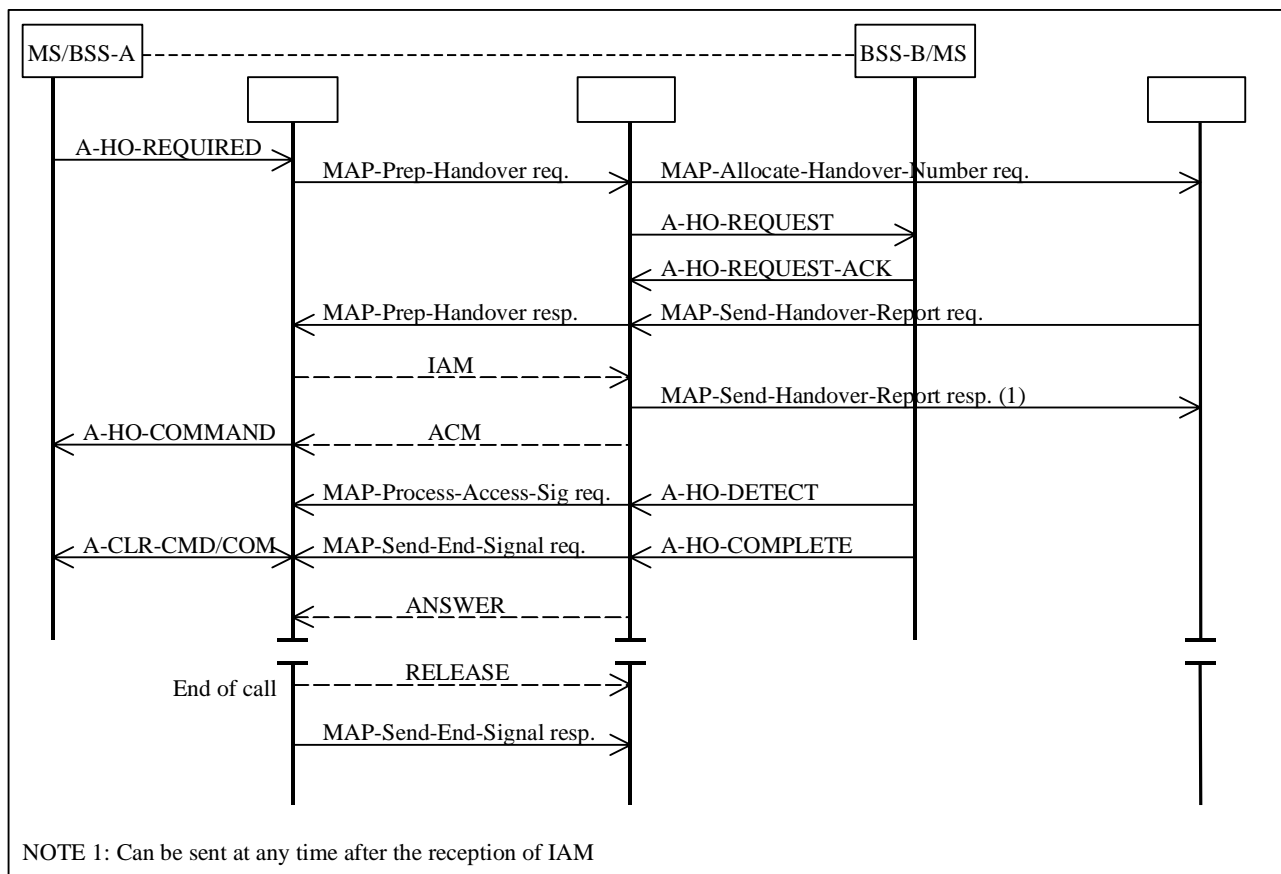 MS/BSS-A
BSS-B/MS
A-HO-REQUIRED
MAP-Prep-Handover req.
MAP-Allocate-Handover-Number req.
A-HO-REQUEST
A-HO-REQUEST-ACK
MAP-Prep-Handover resp.
MAP-Send-Handover-Report req.
IAM
MAP-Send-Handover-Report resp. (1)
A-HO-COMMAND
ACM
MAP-Process-Access-Sig req.
A-HO-DETECT
A-CLR-CMD/COM
MAP-Send-End-Signal req.
A-HO-COMPLETE
ANSWER
RELEASE
End of call
MAP-Send-End-Signal resp.
NOTE 1: Can be sent at any time after the reception of IAM